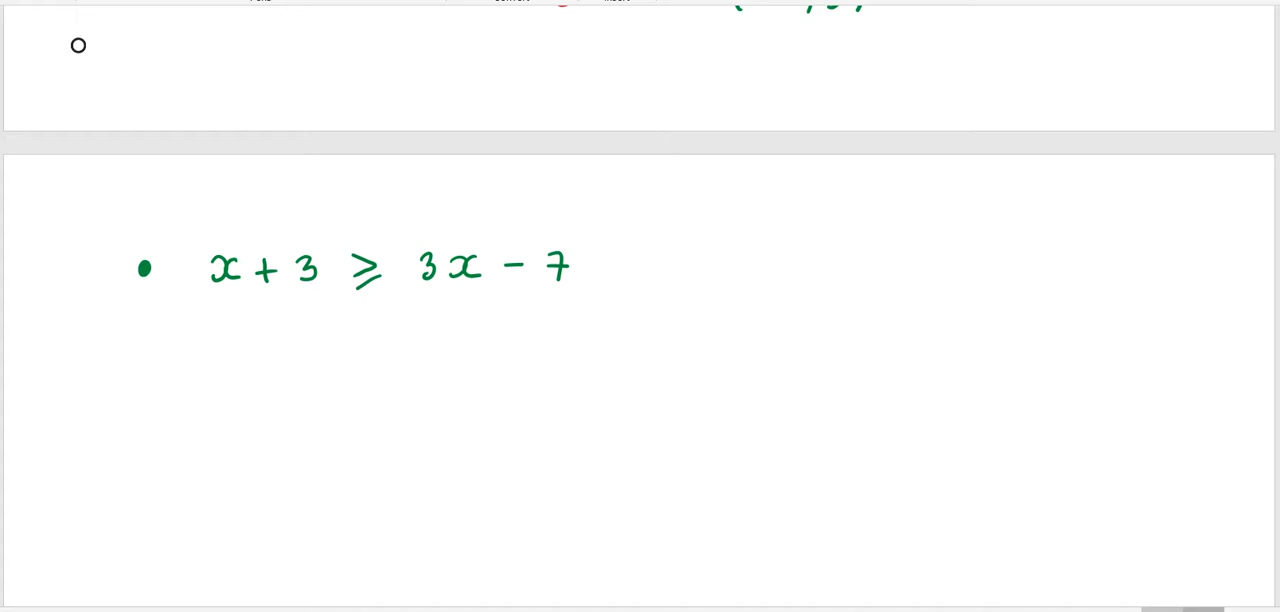 • x + 3 ⩾ 3x - 7